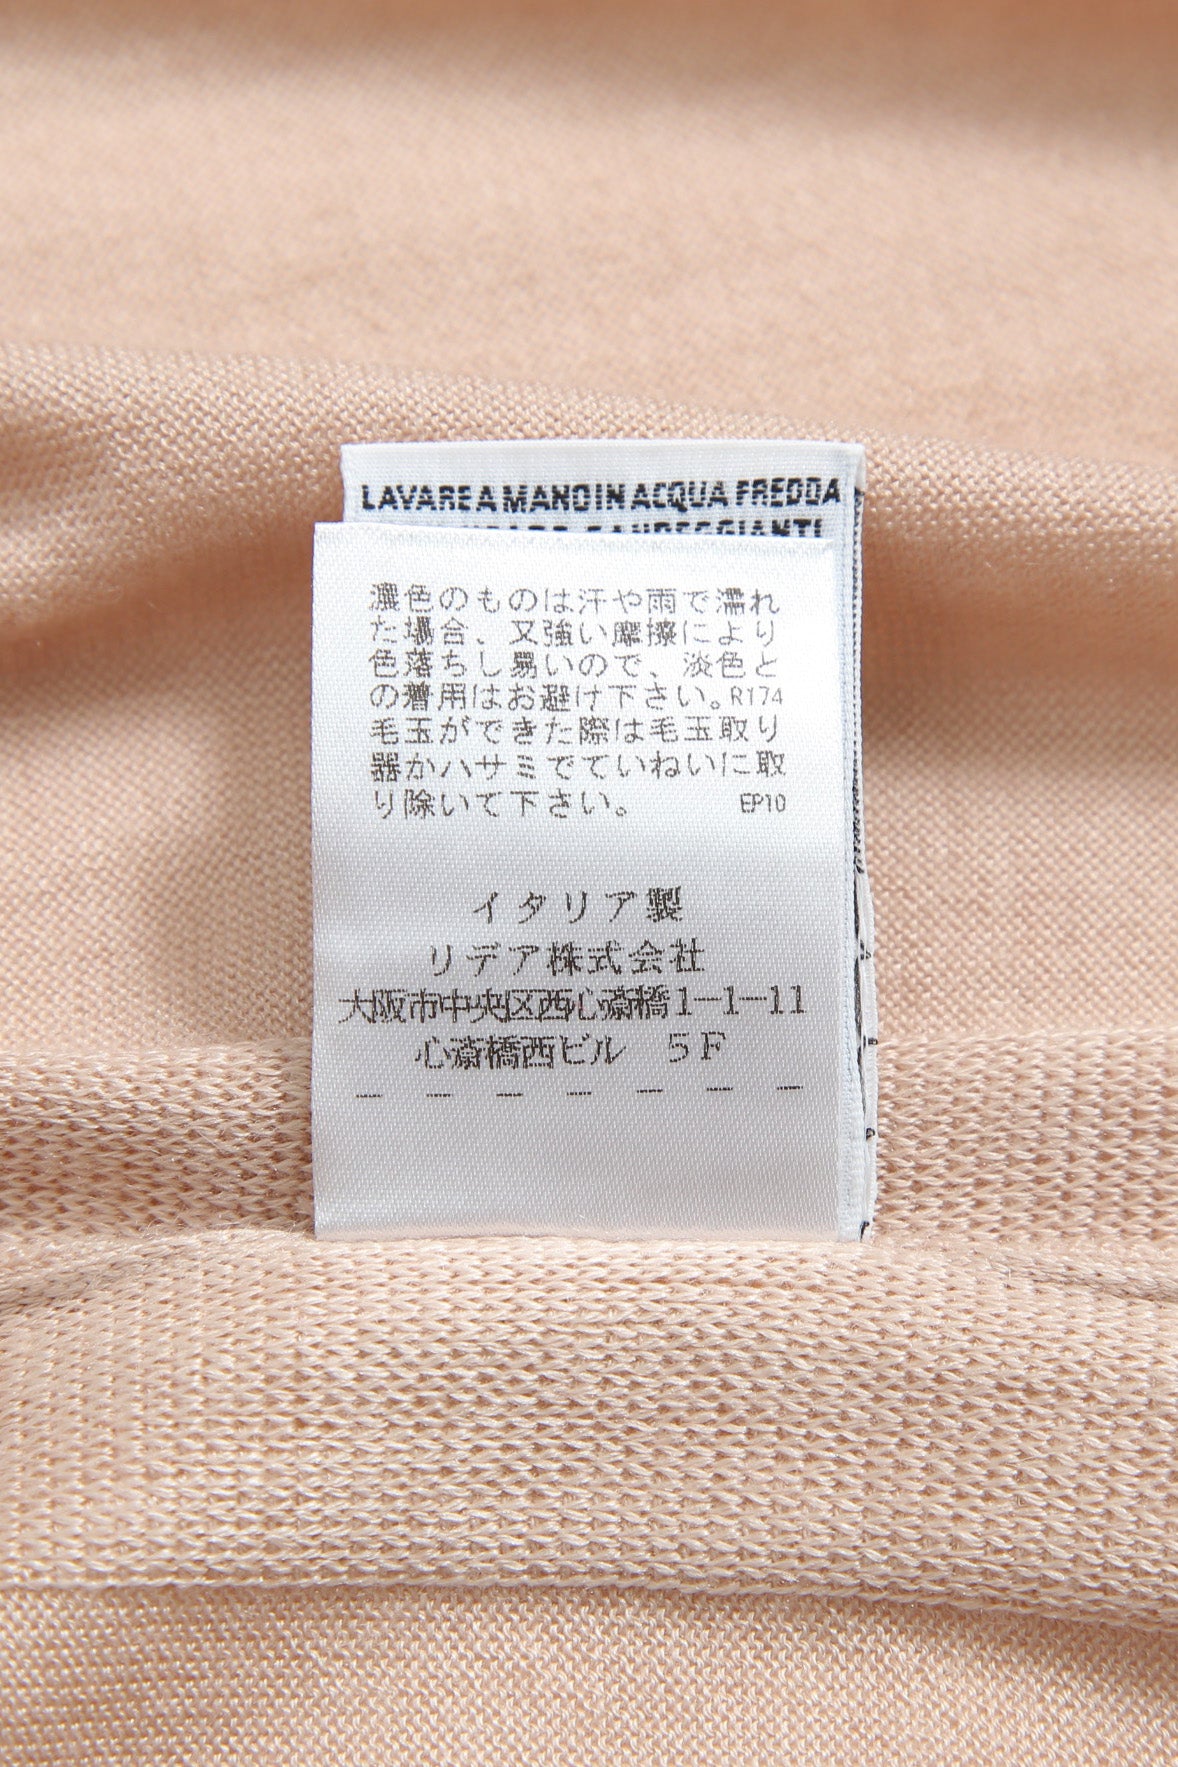 LAVARE A MANO IN ACQUA FREDDA
濃色のものは汗や雨で濡れ
た場合、又強い摩擦により
色落ちし易いので、淡色と
の着用はお避け下さい。R174
毛玉ができた際は毛玉取り
器かハサミでていねいに取
り除いて下さい。 EP10
イタリア製
リデア株式会社
大阪市中央区西心斎橋1-1-11
心斎橋西ビル 5F